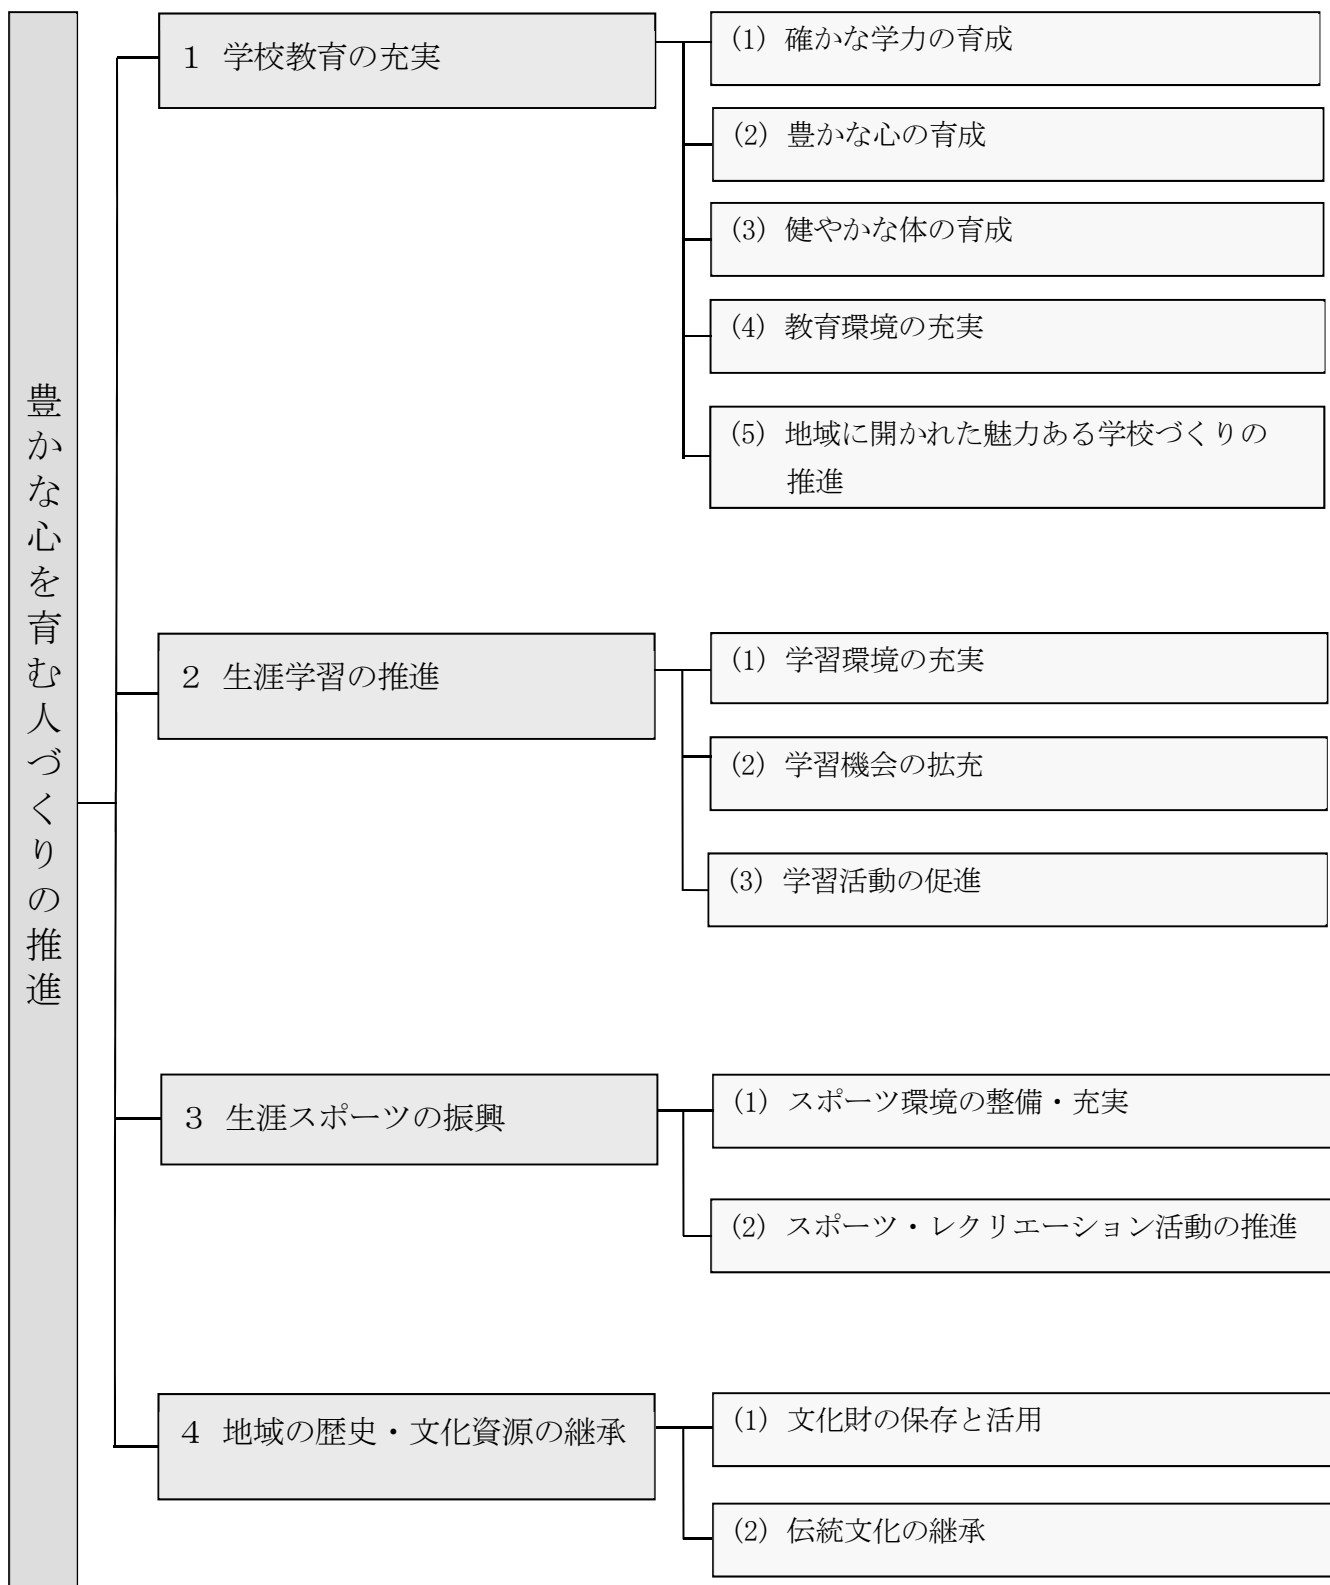 豊かな心を育む人づくりの推進
１ 学校教育の充実
(1) 確かな学力の育成
(2) 豊かな心の育成
(3) 健やかな体の育成
(4) 教育環境の充実
(5) 地域に開かれた魅力ある学校づくりの
推進
２ 生涯学習の推進
(1) 学習環境の充実
(2) 学習機会の拡充
(3) 学習活動の促進
３ 生涯スポーツの振興
(1) スポーツ環境の整備・充実
(2) スポーツ・レクリエーション活動の推進
４ 地域の歴史・文化資源の継承
(1) 文化財の保存と活用
(2) 伝統文化の継承